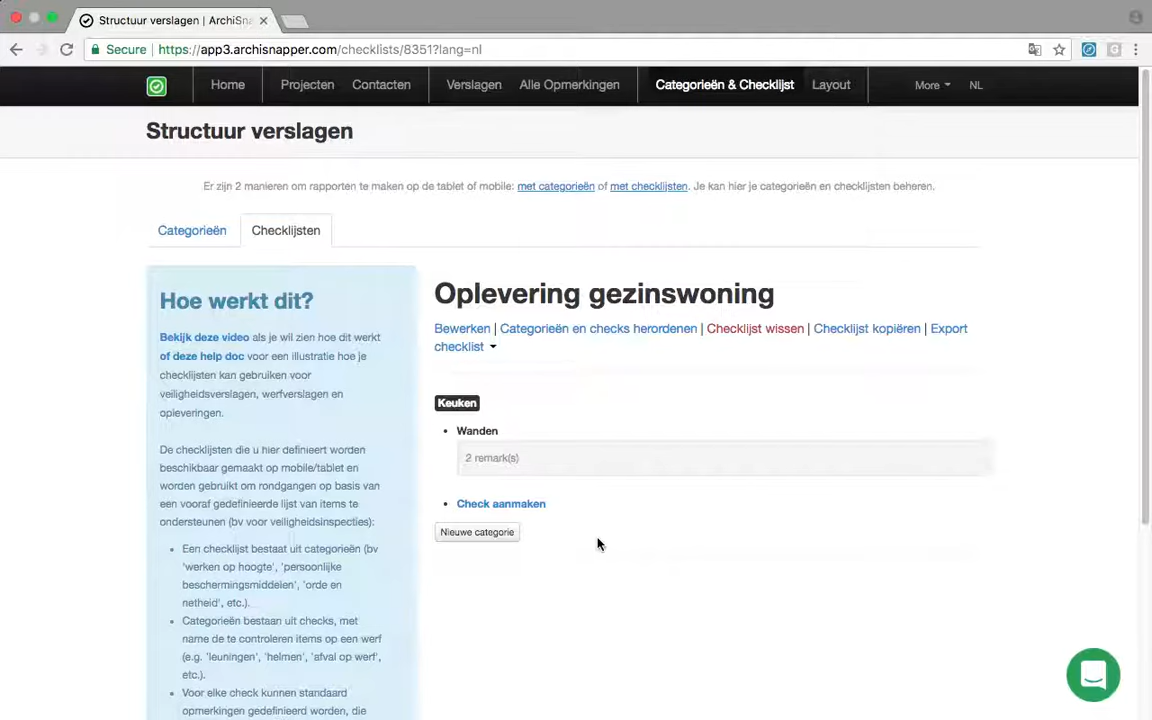 Structuur verslagen | ArchiSna
Secure | https://app3.archisnapper.com/checklists/8351?lang=nl
Home Projecten Contacten Verslagen Alle Opmerkingen Categorieën & Checklijst Layout More NL
Structuur verslagen
Er zijn 2 manieren om rapporten te maken op de tablet of mobile: met categorieën of met checklijsten. Je kan hier je categorieën en checklijsten beheren.
Categorieën Checklijsten
Hoe werkt dit?
Bekijk deze video als je wil zien hoe dit werkt
of deze help doc voor een illustratie hoe je
checklijsten kan gebruiken voor
veiligheidsverslagen, werfverslagen en
opleveringen.
De checklijsten die u hier definieert worden
beschikbaar gemaakt op mobile/tablet en
worden gebruikt om rondgangen op basis van
een vooraf gedefinieerde lijst van items te
ondersteunen (bv voor veiligheidsinspecties):
Een checklijst bestaat uit categorieën (bv
'werken op hoogte', 'persoonlijke
beschermingsmiddelen', 'orde en
netheid', etc.).
Categorieën bestaan uit checks, met
name de te controleren items op een werf
(e.g. 'leuningen', 'helmen', 'afval op werf',
etc.).
Voor elke check kunnen standaard
opmerkingen gedefinieerd worden, die
Oplevering gezinswoning
Bewerken | Categorieën en checks herordenen | Checklijst wissen | Checklijst kopiëren | Export
checklist
Keuken
Wanden
2 remark(s)
Check aanmaken
Nieuwe categorie